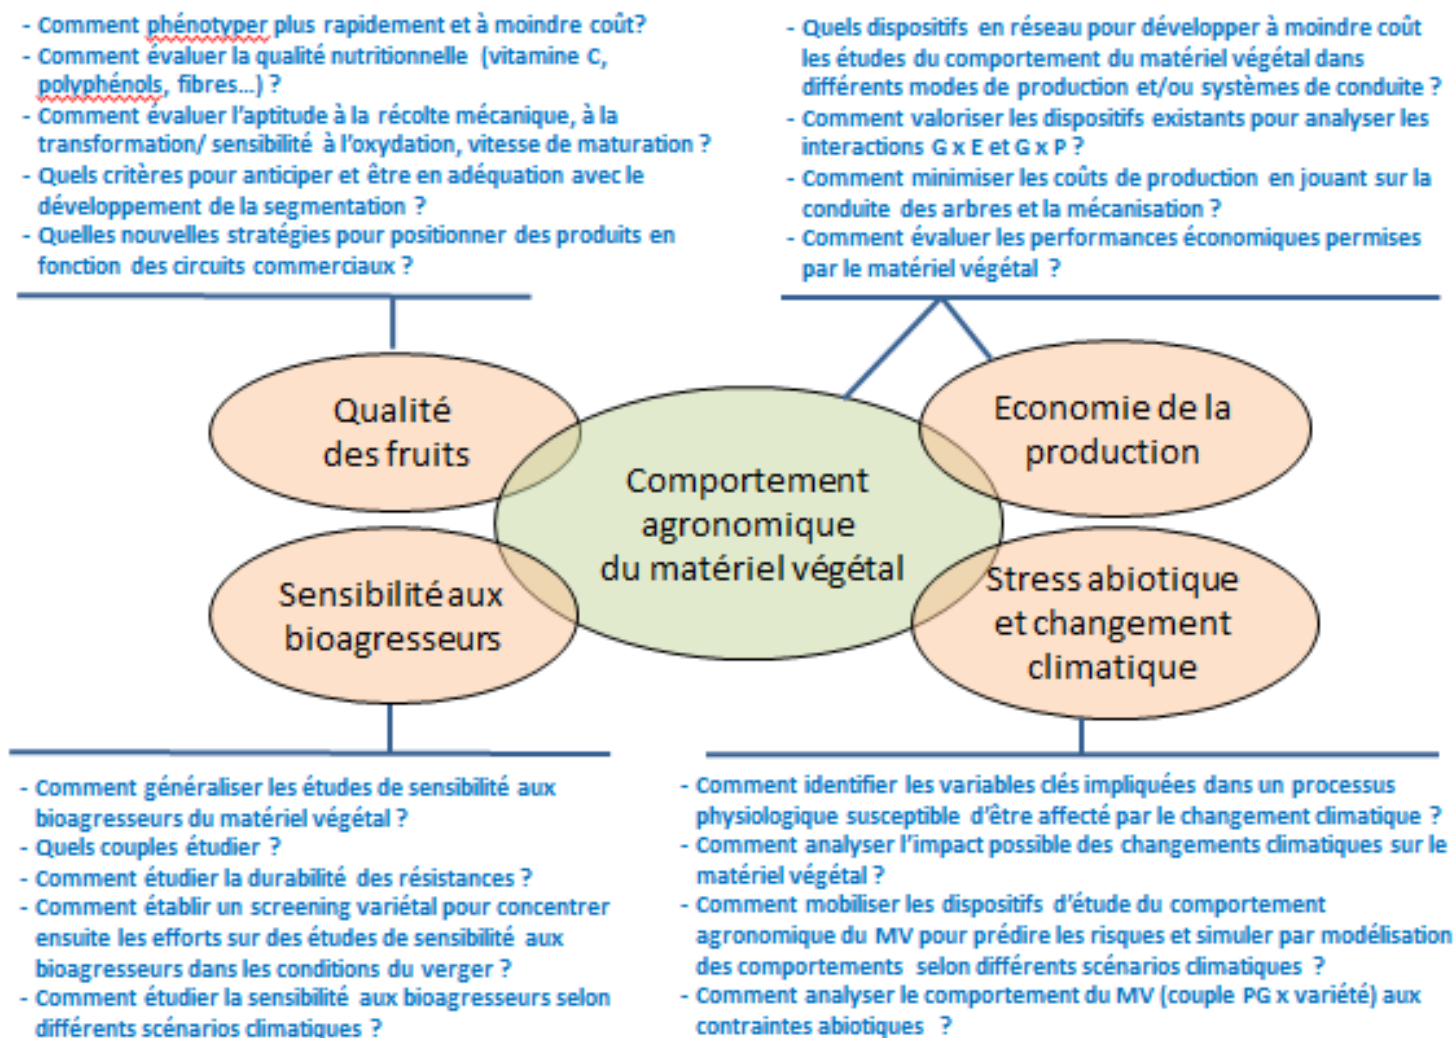 - Comment phénotyper plus rapidement et à moindre coût?
- Comment évaluer la qualité nutritionnelle (vitamine C,
polyphénols, fibres...) ?
- Comment évaluer l'aptitude à la récolte mécanique, à la
transformation/ sensibilité à l'oxydation, vitesse de maturation ?
- Quels critères pour anticiper et être en adéquation avec le
développement de la segmentation ?
- Quelles nouvelles stratégies pour positionner des produits en
fonction des circuits commerciaux ?
- Quels dispositifs en réseau pour développer à moindre coût
les études du comportement du matériel végétal dans
différents modes de production et/ou systèmes de conduite ?
- Comment valoriser les dispositifs existants pour analyser les
interactions G x E et G x P ?
- Comment minimiser les coûts de production en jouant sur la
conduite des arbres et la mécanisation ?
- Comment évaluer les performances économiques permises
par le matériel végétal ?
Qualité
des fruits
Economie de la
production
Comportement
agronomique
du matériel végétal
Sensibilité aux
bioagresseurs
Stress abiotique
et changement
climatique
- Comment généraliser les études de sensibilité aux
bioagresseurs du matériel végétal ?
- Quels couples étudier ?
- Comment étudier la durabilité des résistances ?
- Comment établir un screening variétal pour concentrer
ensuite les efforts sur des études de sensibilité aux
bioagresseurs dans les conditions du verger ?
- Comment étudier la sensibilité aux bioagresseurs selon
différents scénarios climatiques ?
- Comment identifier les variables clés impliquées dans un processus
physiologique susceptible d'être affecté par le changement climatique ?
- Comment analyser l'impact possible des changements climatiques sur le
matériel végétal ?
- Comment mobiliser les dispositifs d'étude du comportement
agronomique du MV pour prédire les risques et simuler par modélisation
des comportements selon différents scénarios climatiques ?
- Comment analyser le comportement du MV (couple PG x variété) aux
contraintes abiotiques ?